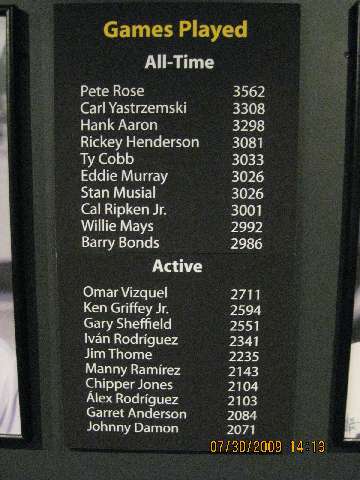 Games Played
All-Time
Pete Rose 3562
Carl Yastrzemski 3308
Hank Aaron 3298
Rickey Henderson 3081
Ty Cobb 3033
Eddie Murray 3026
Stan Musial 3026
Cal Ripken Jr. 3001
Willie Mays 2992
Barry Bonds 2986
Active
Omar Vizquel 2711
Ken Griffey Jr. 2594
Gary Sheffield 2551
Iván Rodríguez 2341
Jim Thome 2235
Manny Ramírez 2143
Chipper Jones 2104
Álex Rodríguez 2103
Garret Anderson 2084
Johnny Damon 2071
07/30/2009 14:13